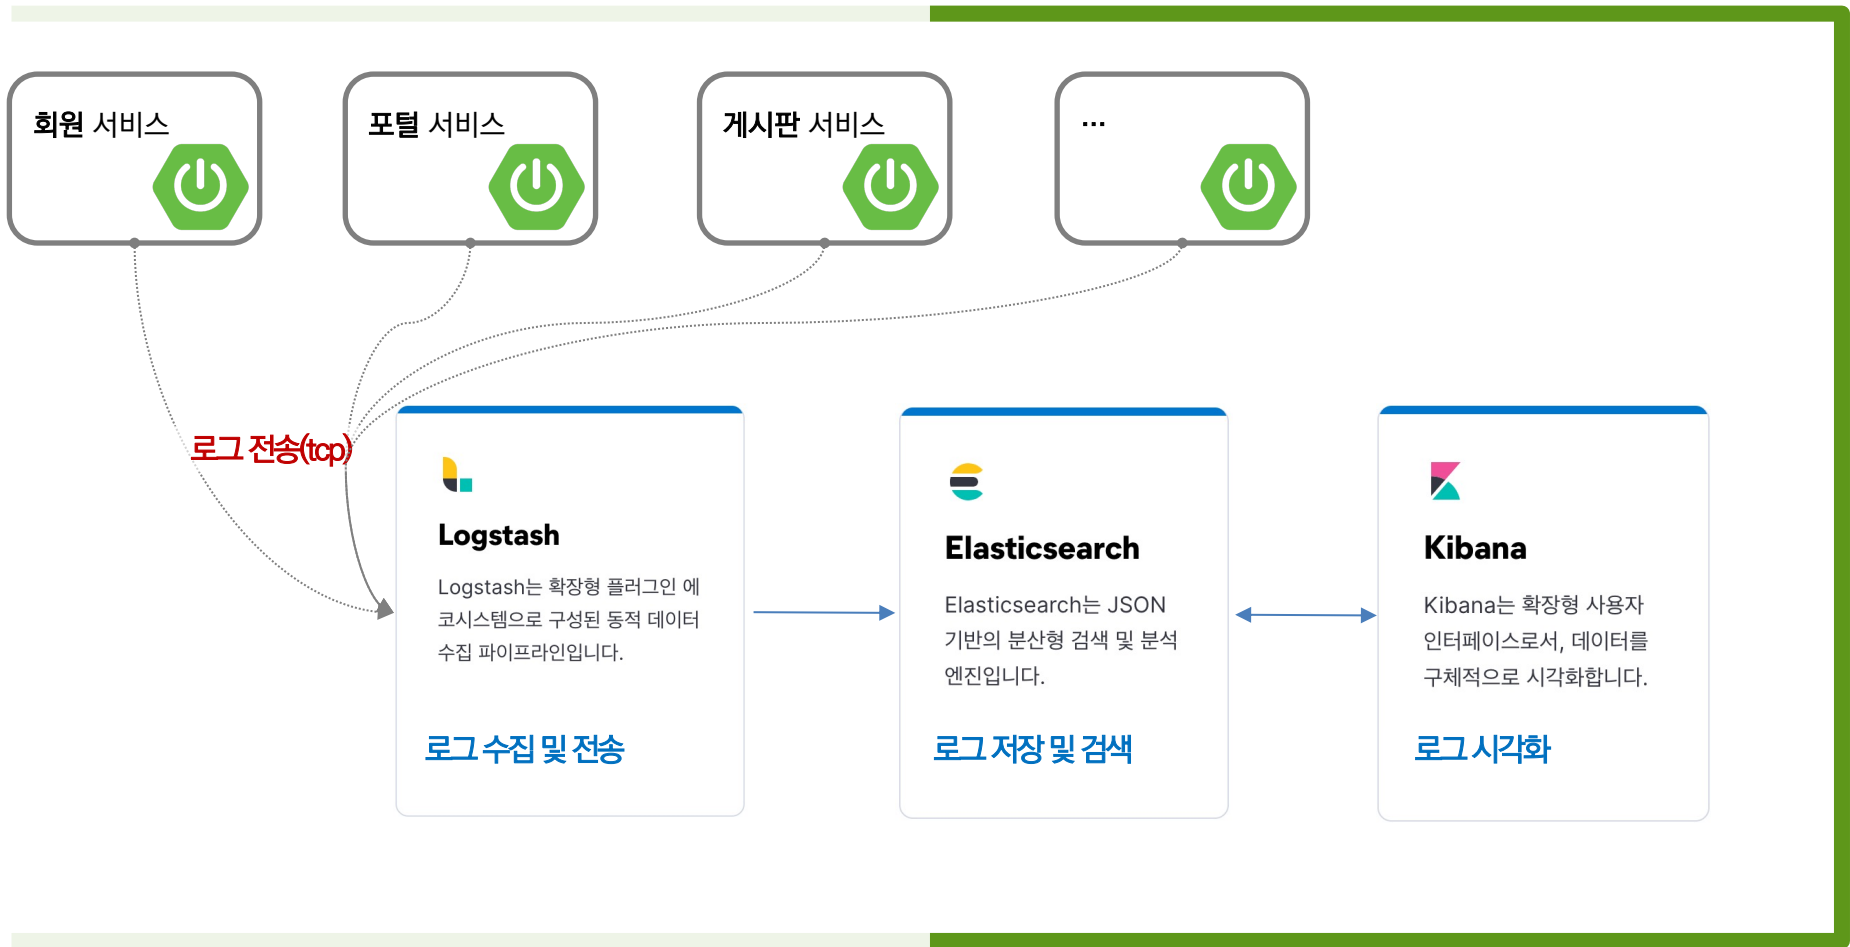 회원 서비스
포털 서비스
게시판 서비스
...
로그 전송(tcp)
Logstash
Logstash는 확장형 플러그인 에
코시스템으로 구성된 동적 데이터
수집 파이프라인입니다.
로그 수집 및 전송
Elasticsearch
Elasticsearch는 JSON
기반의 분산형 검색 및 분석
엔진입니다.
로그 저장 및 검색
Kibana
Kibana는 확장형 사용자
인터페이스로서, 데이터를
구체적으로 시각화합니다.
로그 시각화